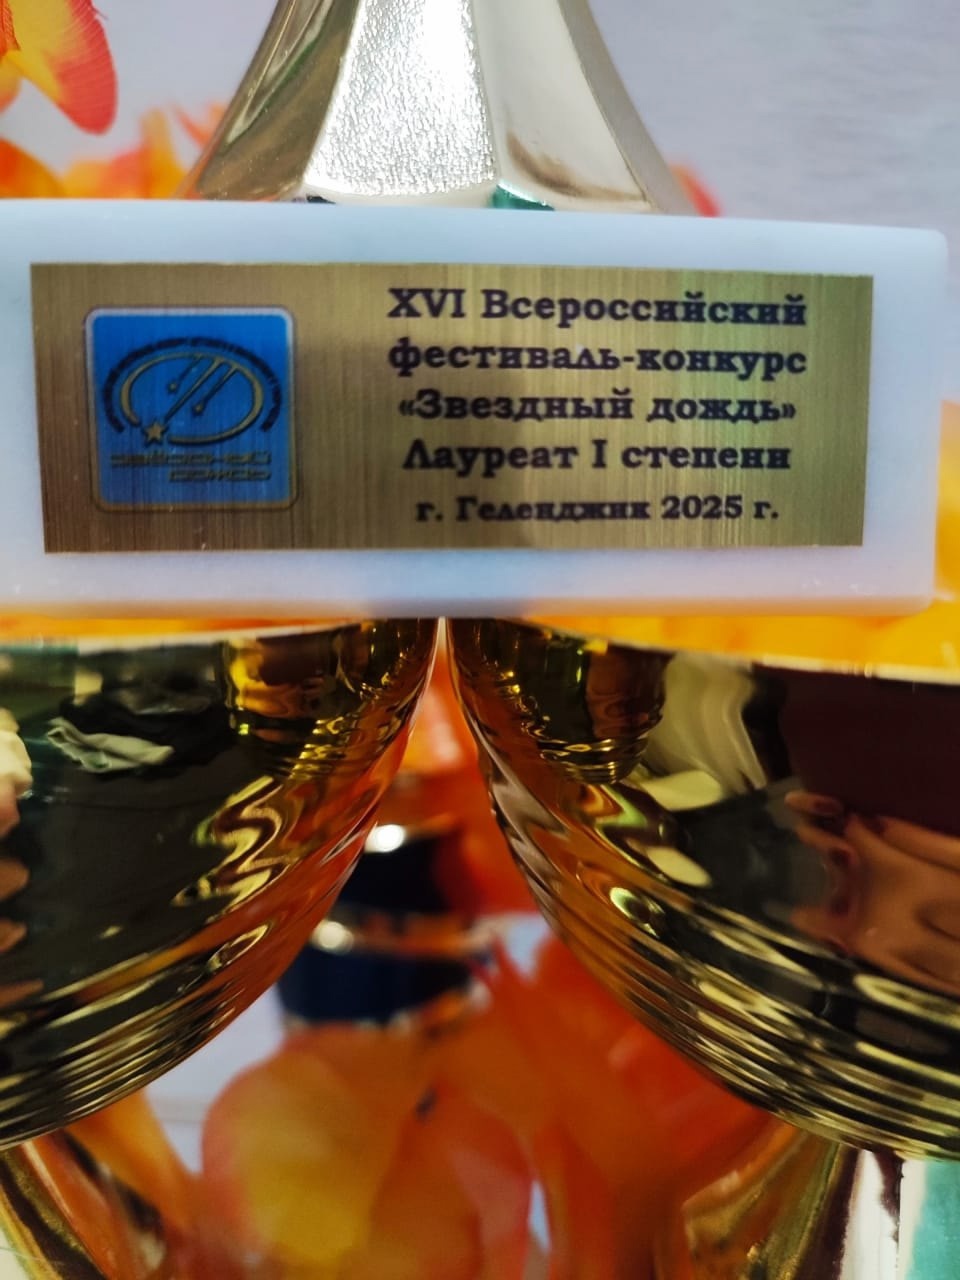 XVI Всероссийский
фестиваль-конкурс
«Звездный дождь»
Лауреат I степени
г. Геленджик 2025 г.